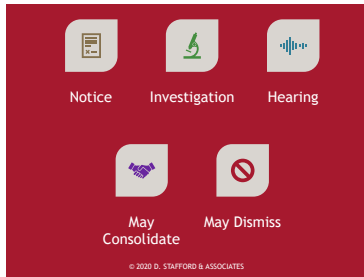 Notice Investigation Hearing
May Consolidate May Dismiss
© 2020 D. STAFFORD & ASSOCIATES